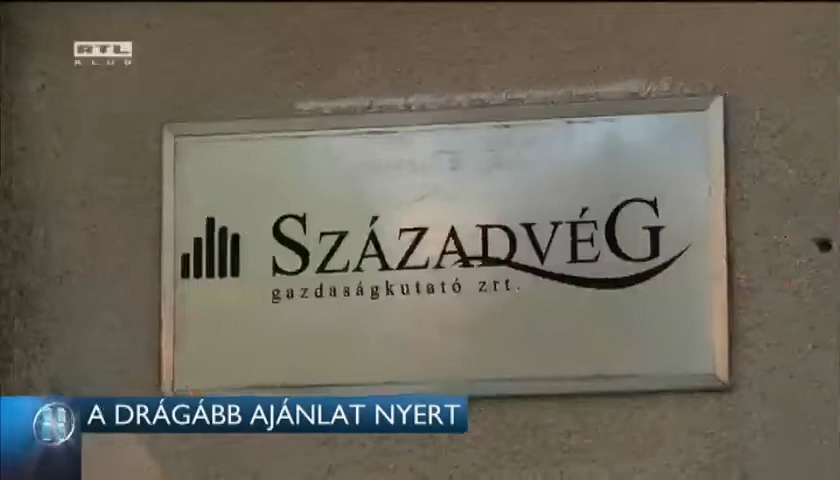 RTL
KLUB
SZÁZADVÉG
gazdaságkutató zrt.
A DRÁGÁBB AJÁNLAT NYERT